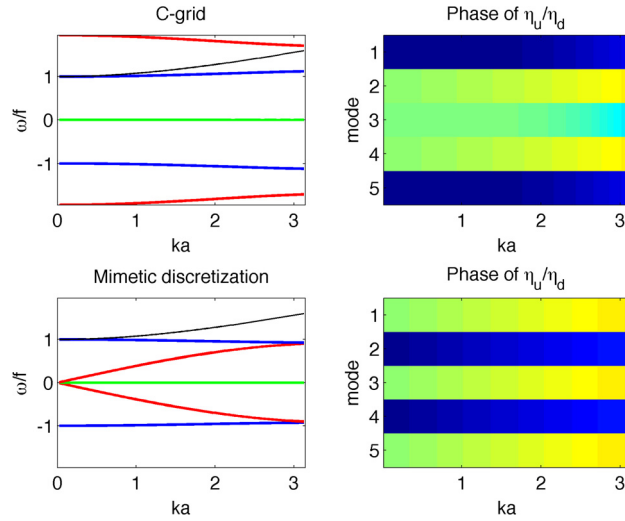 C-grid
Phase of η_u/η_d
ω/f
1
0
-1
0
1
2
3
ka
mode
1
2
3
4
5
1
2
3
ka
Mimetic discretization
Phase of η_u/η_d
ω/f
1
0
-1
0
1
2
3
ka
mode
1
2
3
4
5
1
2
3
ka